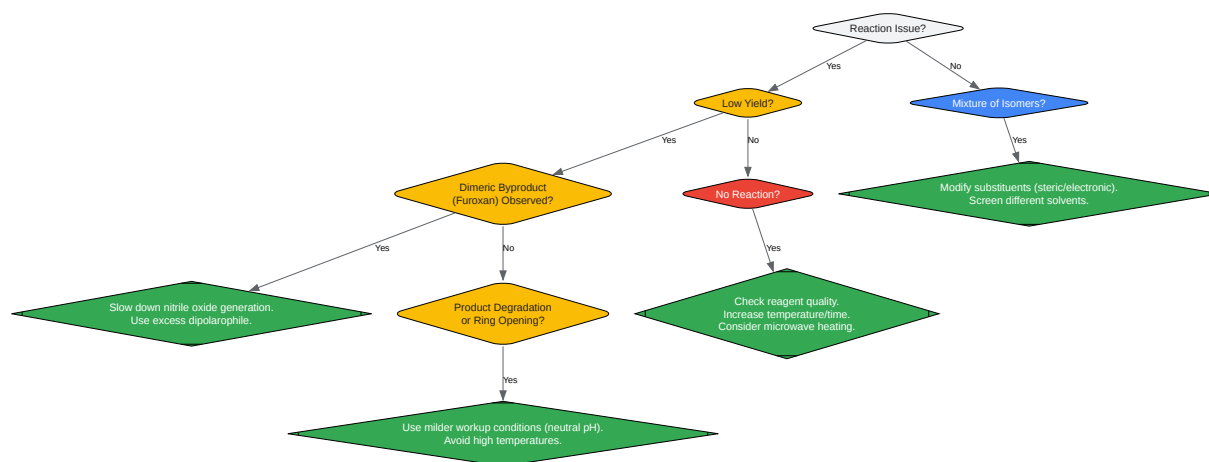 Reaction Issue?
Yes
No
Low Yield?
Mixture of Isomers?
Yes
No
Yes
Dimeric Byproduct
(Furoxan) Observed?
No Reaction?
Modify substituents (steric/electronic).
Screen different solvents.
Yes
No
Yes
Slow down nitrile oxide generation.
Use excess dipolarophile.
Product Degradation
or Ring Opening?
Check reagent quality.
Increase temperature/time.
Consider microwave heating.
Yes
Use milder workup conditions (neutral pH).
Avoid high temperatures.